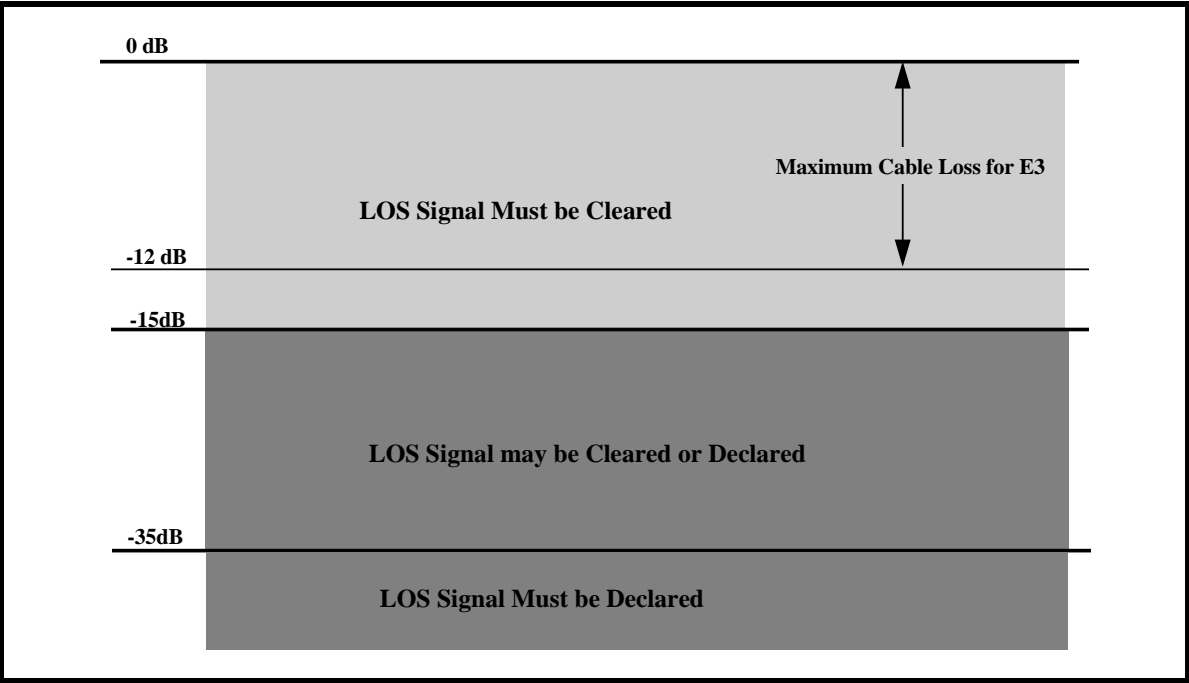 0 dB
Maximum Cable Loss for E3
LOS Signal Must be Cleared
-12 dB
-15dB
LOS Signal may be Cleared or Declared
-35dB
LOS Signal Must be Declared